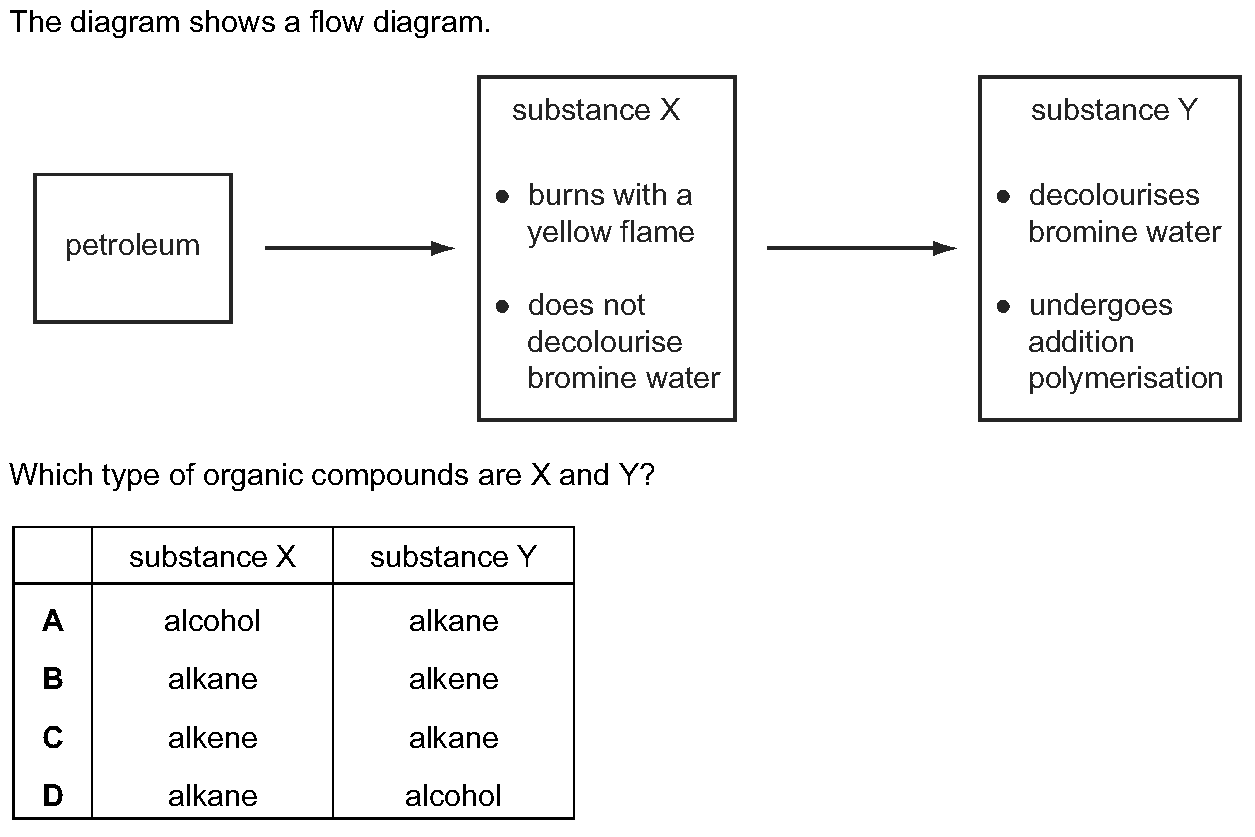 The diagram shows a flow diagram.
petroleum
substance X
● burns with a
yellow flame
● does not
decolourise
bromine water
substance Y
● decolourises
bromine water
● undergoes
addition
polymerisation
Which type of organic compounds are X and Y?
substance X substance Y
A alcohol alkane
B alkane alkene
C alkene alkane
D alkane alcohol